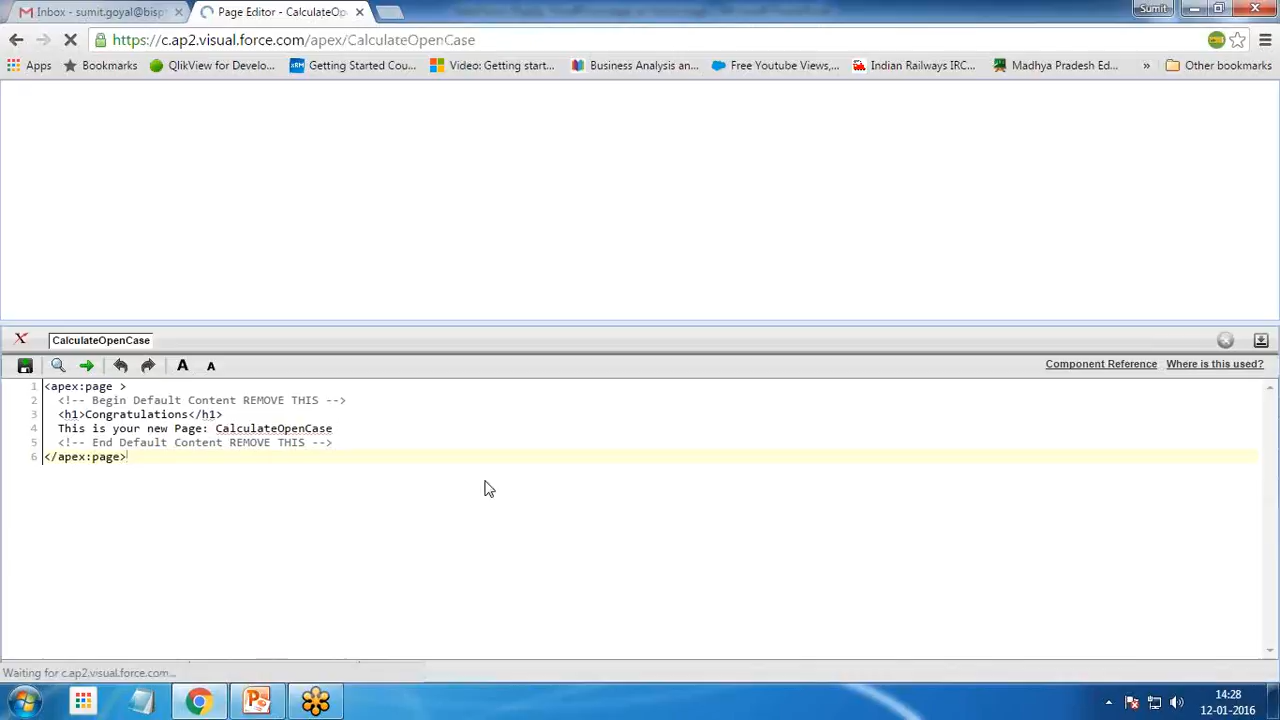 Inbox - sumit.goyal@bisp
Page Editor - CalculateOp
Sumit
https://c.ap2.visual.force.com/apex/CalculateOpenCase
Apps
Bookmarks
QlikView for Develo...
Getting Started Cou...
Video: Getting start...
Business Analysis an...
Free Youtube Views,...
Indian Railways IRC...
Madhya Pradesh Ed...
»
Other bookmarks
CalculateOpenCase
A A
Component Reference Where is this used?
1 <apex:page >
2 <!-- Begin Default Content REMOVE THIS -->
3 <h1>Congratulations</h1>
4 This is your new Page: CalculateOpenCase
5 <!-- End Default Content REMOVE THIS -->
6 </apex:page>
Waiting for c.ap2.visual.force.com...
14:28
12-01-2016